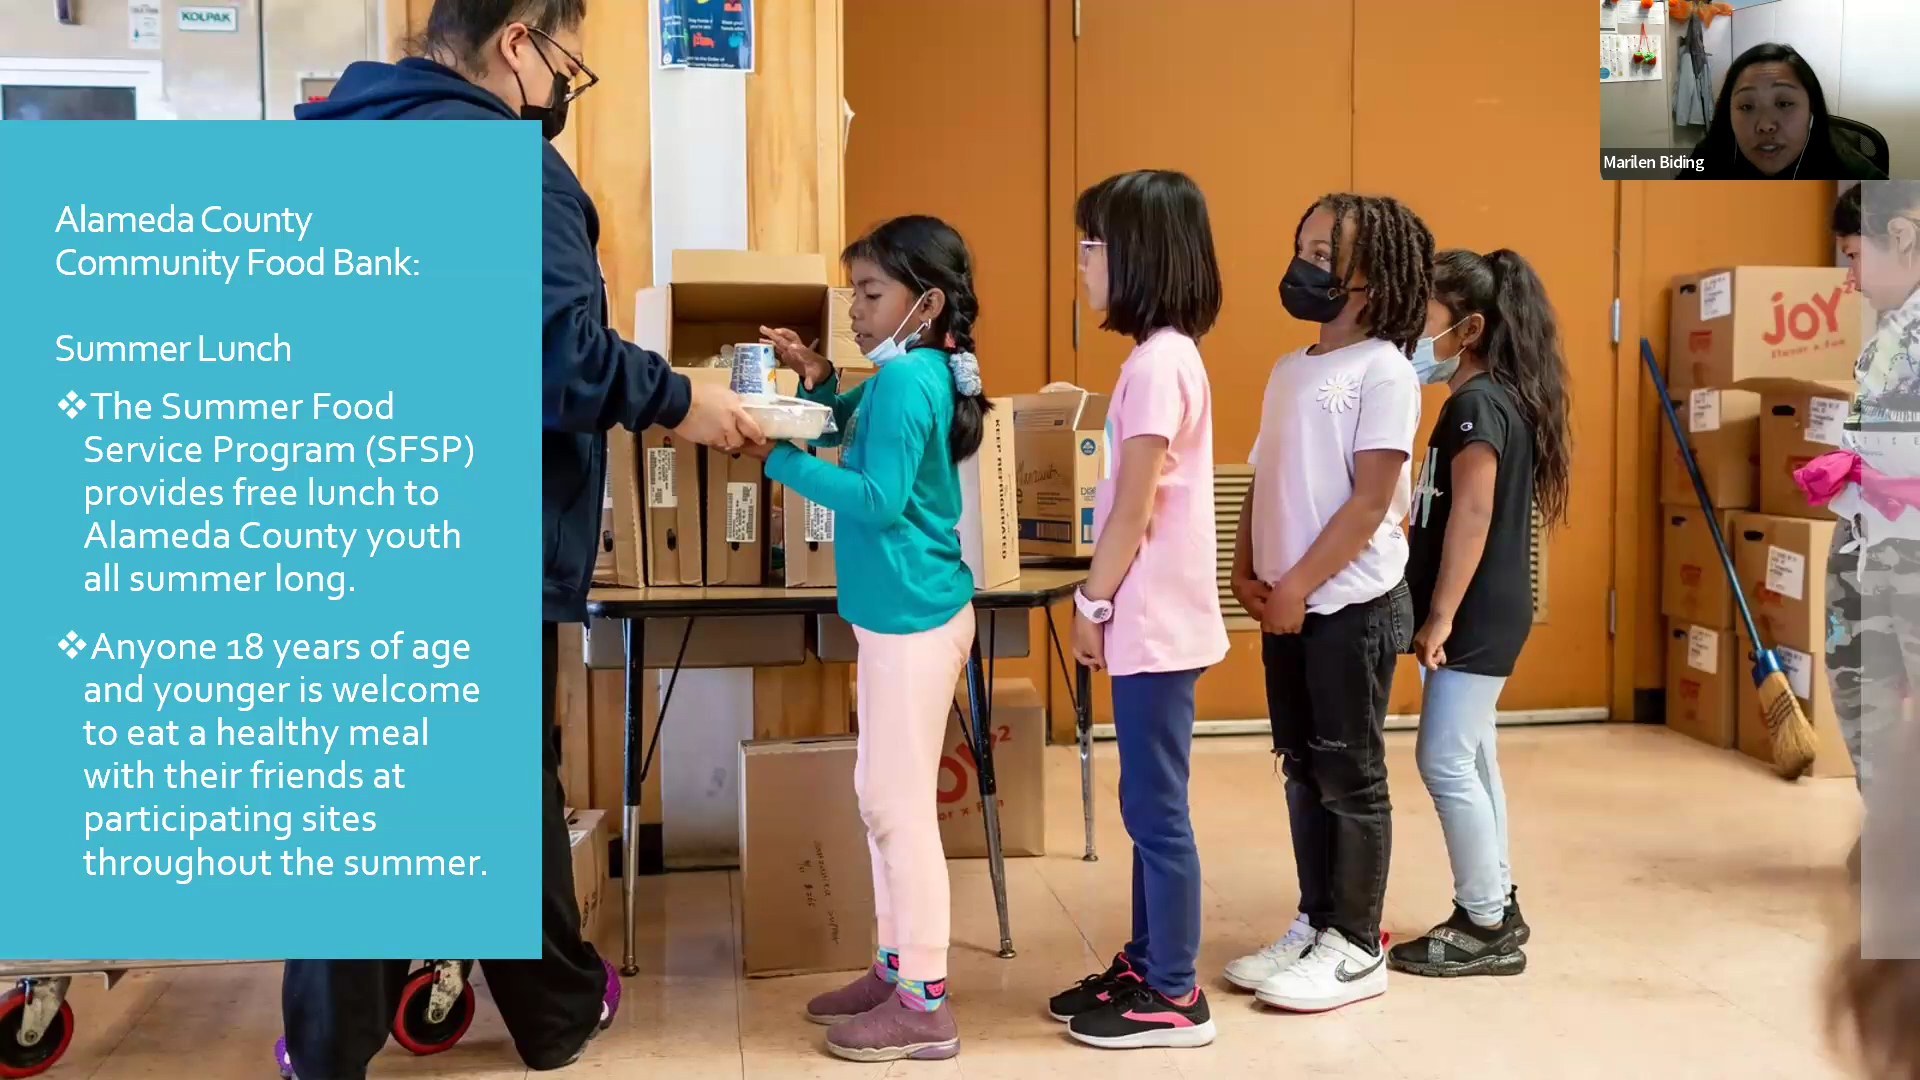 KOLPAK
Marilen Biding
Alameda County
Community Food Bank:
Summer Lunch
❖The Summer Food
Service Program (SFSP)
provides free lunch to
Alameda County youth
all summer long.
❖Anyone 18 years of age
and younger is welcome
to eat a healthy meal
with their friends at
participating sites
throughout the summer.
KEEP REFRIGERATED
JOY